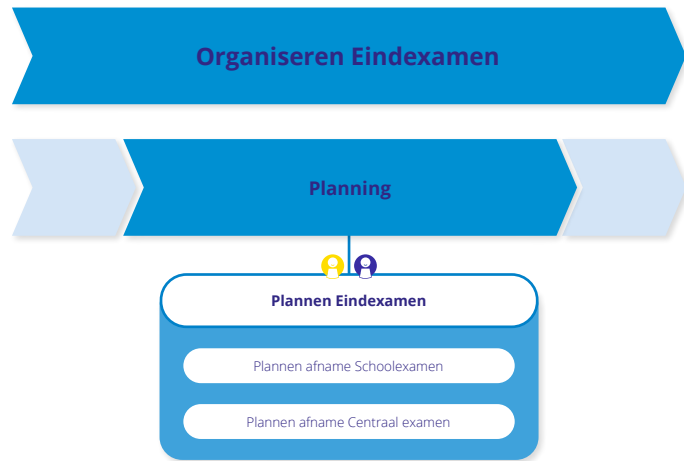 Organiseren Eindexamen
Planning
Plannen Eindexamen
Plannen afname Schoolexamen
Plannen afname Centraal examen